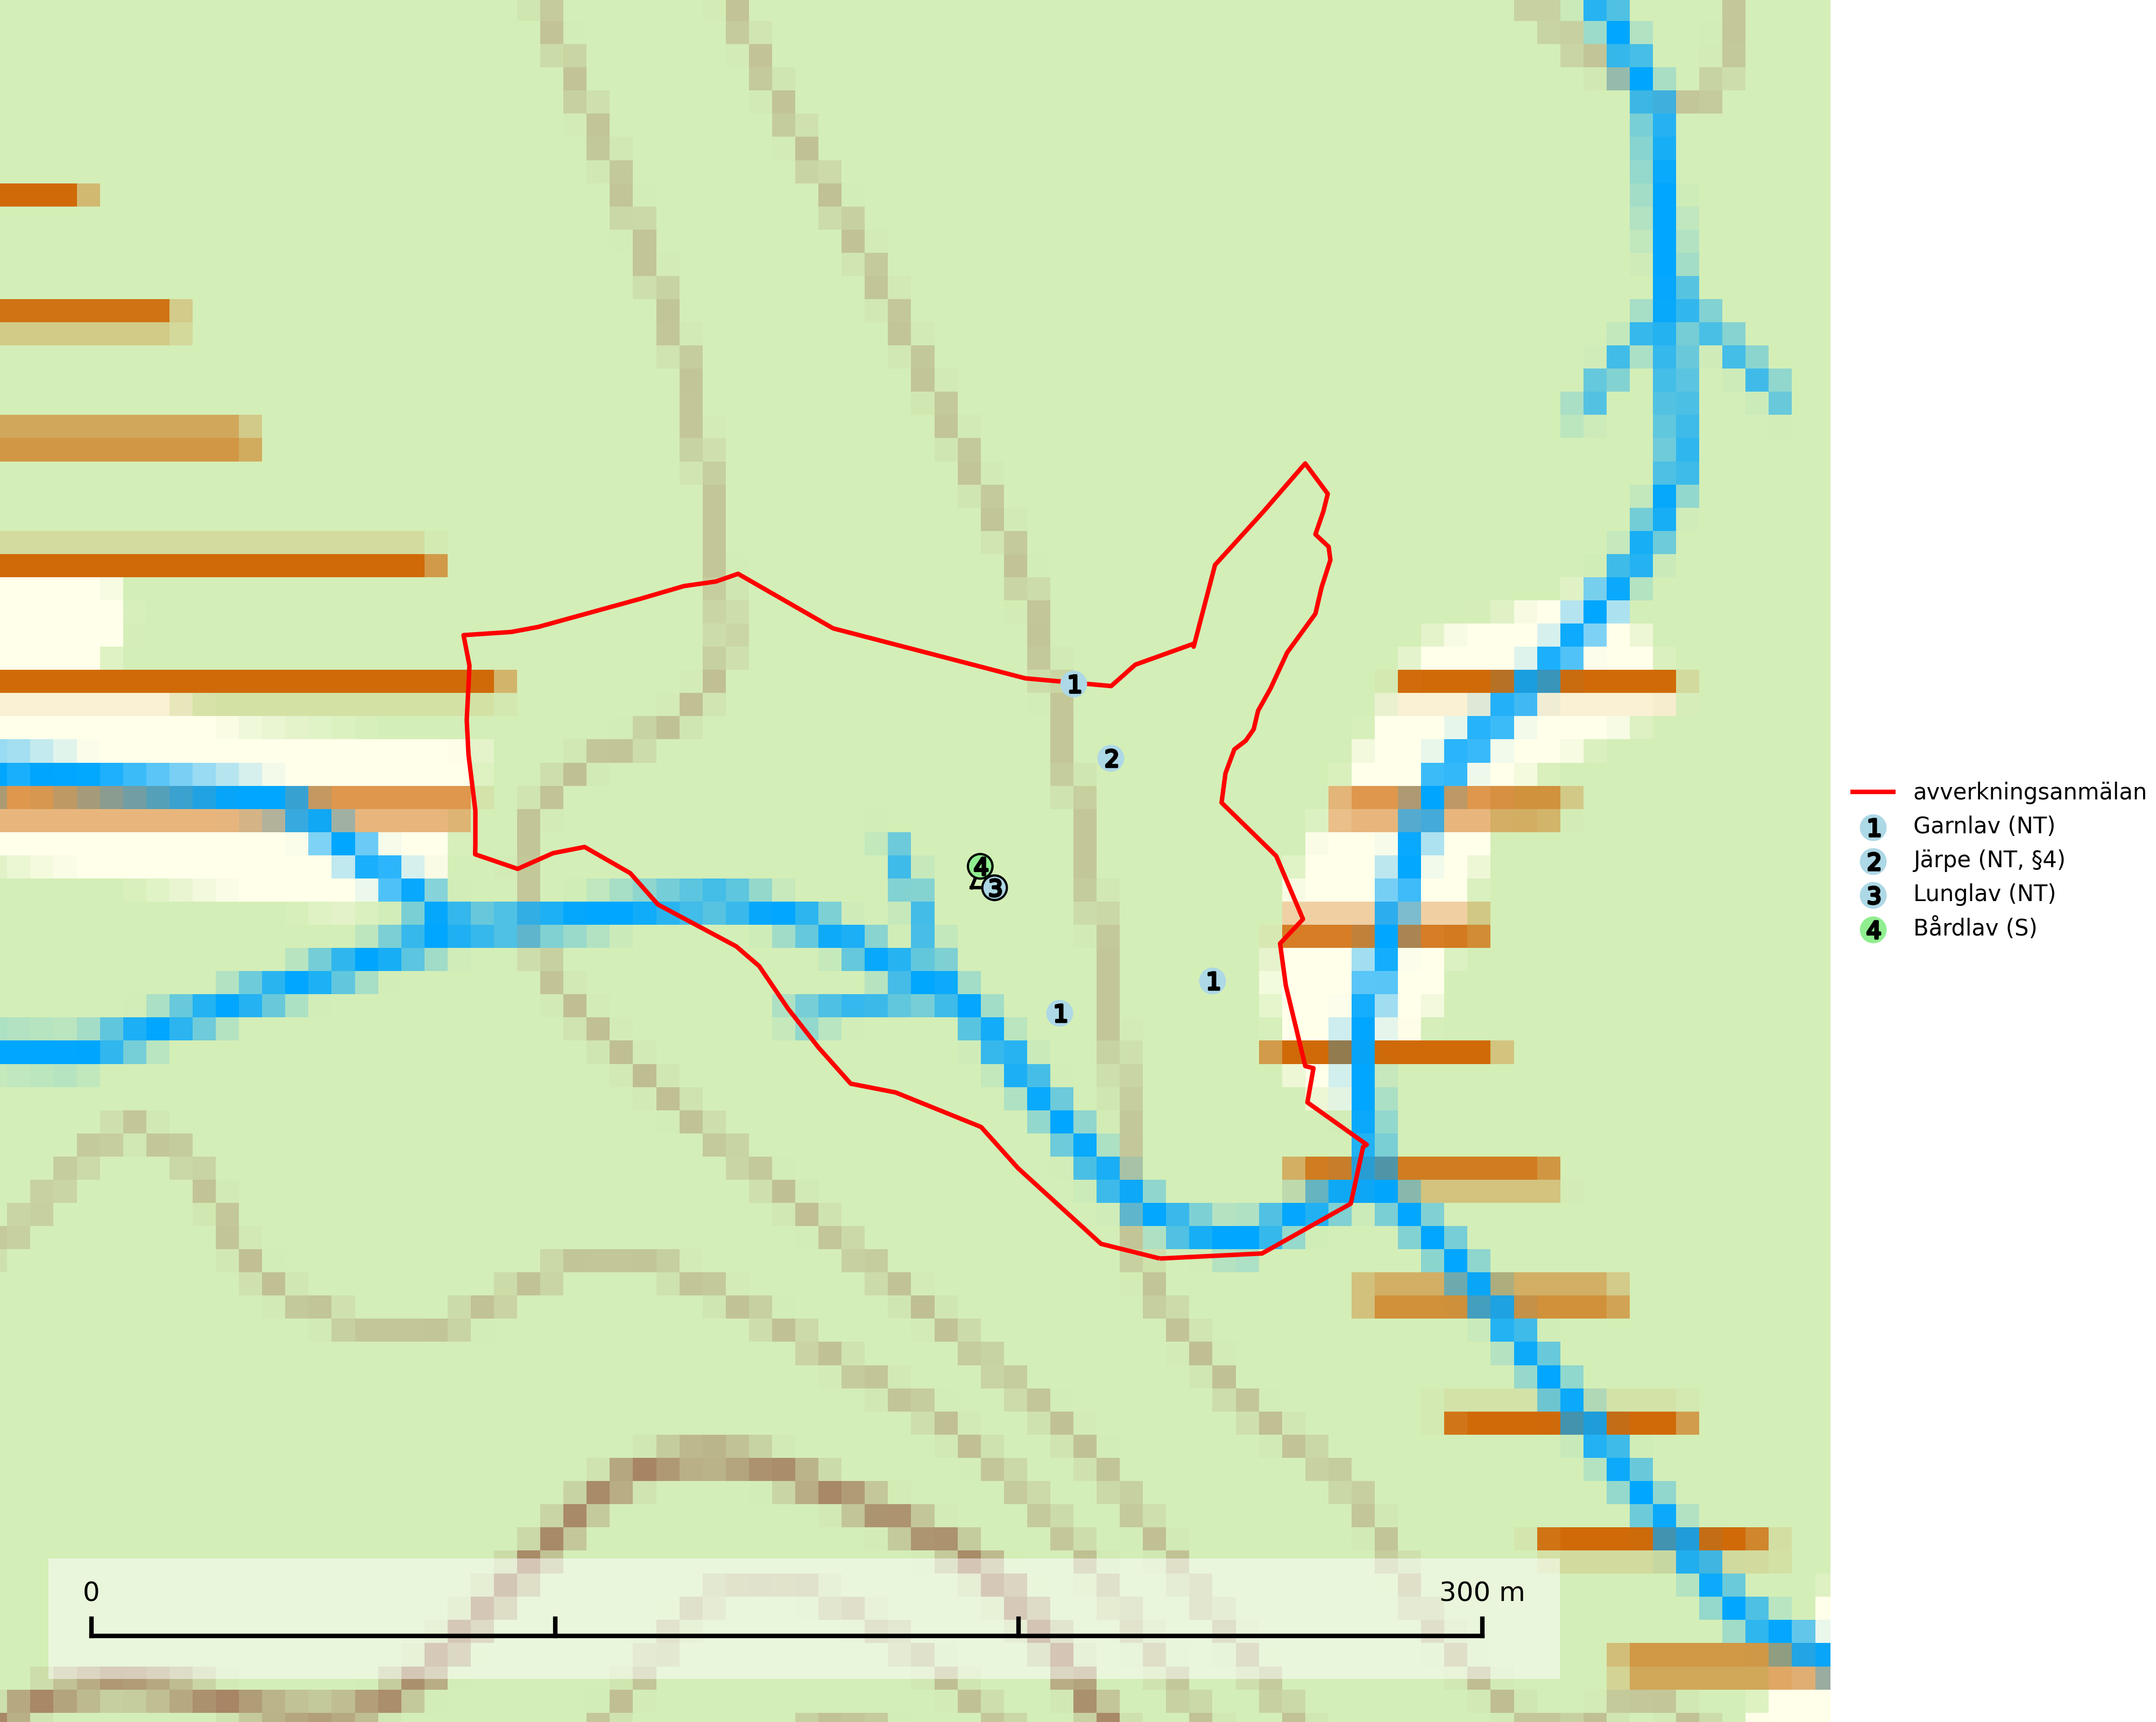 1
2
4
3
1
1
avverkningsanmälan
1 Garnlav (NT)
2 Järpe (NT, §4)
3 Lunglav (NT)
4 Bårdlav (S)
0 300 m